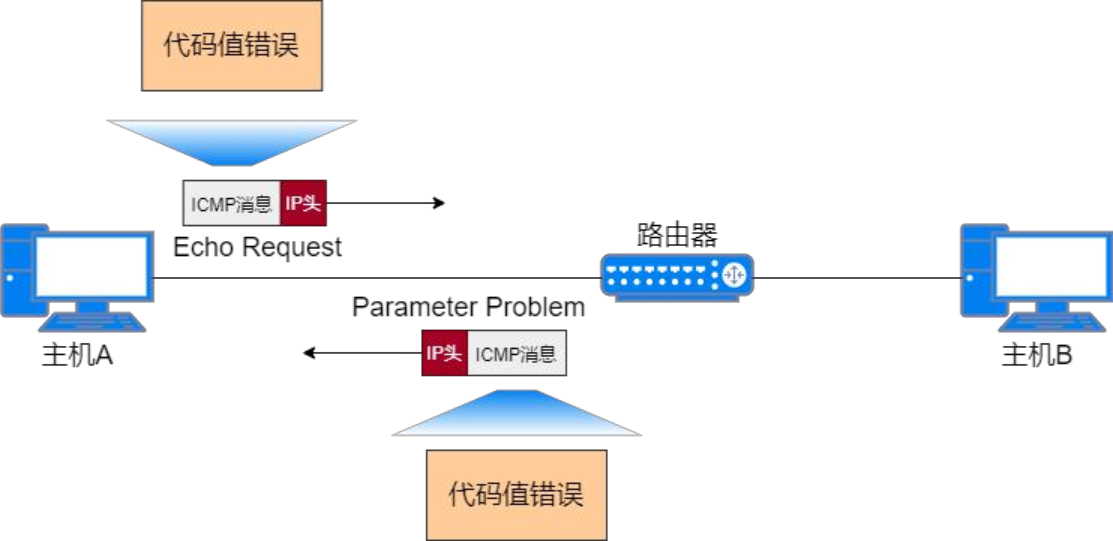 代码值错误
ICMP消息 IP头
Echo Request
路由器
Parameter Problem
主机A
IP头 ICMP消息
主机B
代码值错误